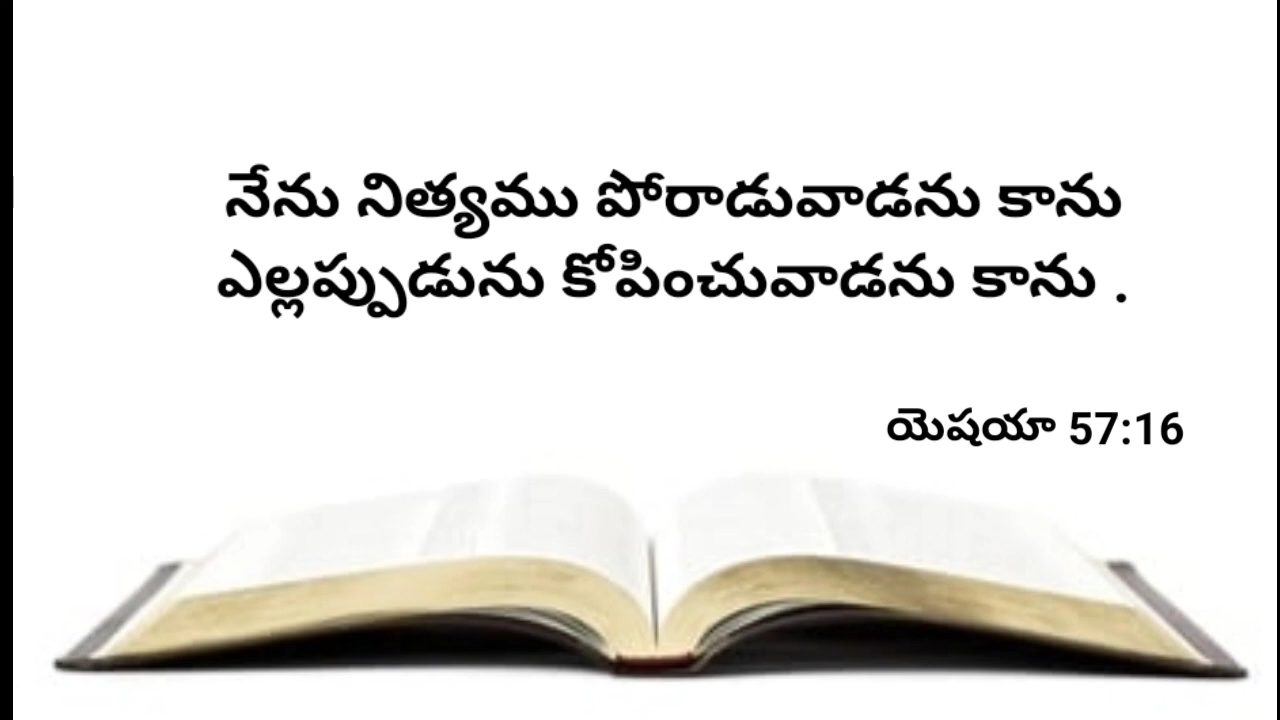 నేను నిత్యము పోరాడువాడను కాను
ఎల్లప్పుడును కోపించువాడను కాను .
యెషయా 57:16